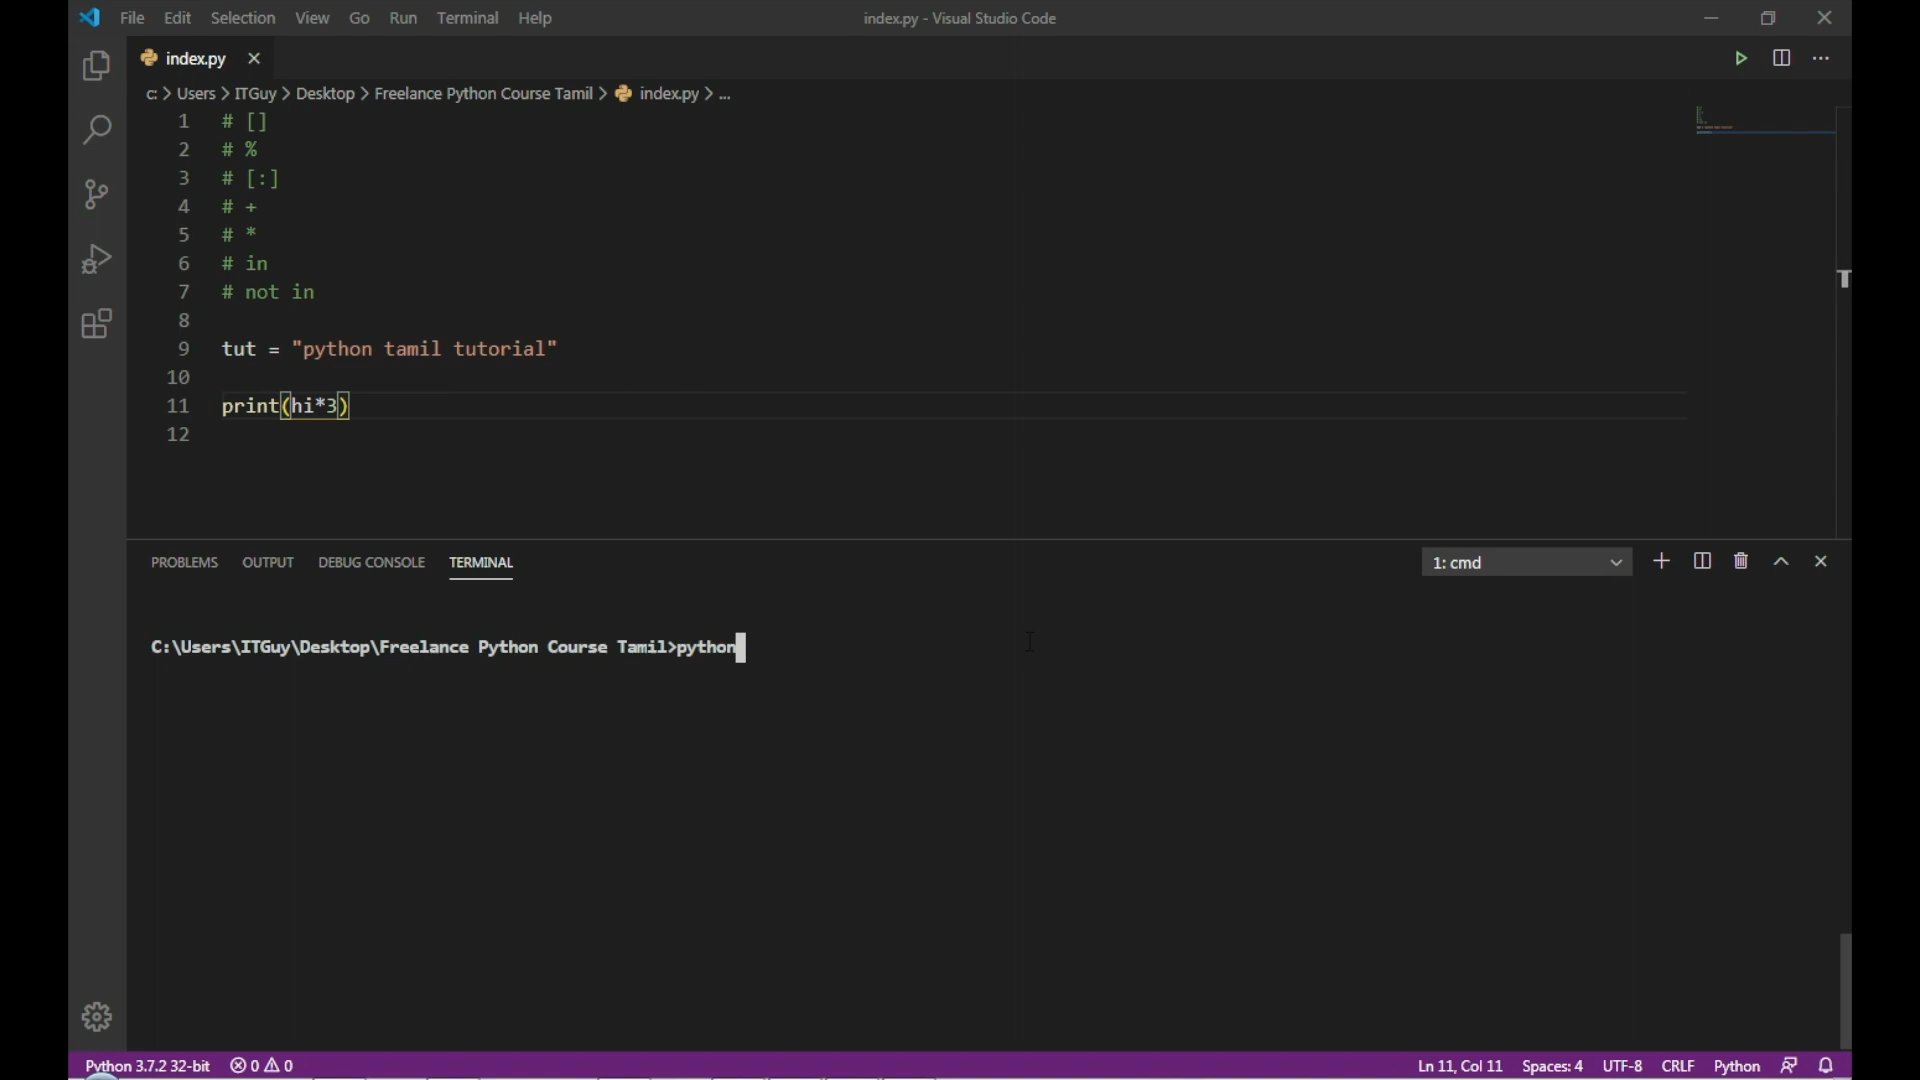 File Edit Selection View Go Run Terminal Help
index.py - Visual Studio Code
index.py
c: > Users > ITGuy > Desktop > Freelance Python Course Tamil > index.py > ...
1 # []
2 # %
3 # [:]
4 # +
5 # *
6 # in
7 # not in
8
9 tut = "python tamil tutorial"
10
11 print(hi*3)
12
PROBLEMS OUTPUT DEBUG CONSOLE TERMINAL
1: cmd
C:\Users\ITGuy\Desktop\Freelance Python Course Tamil>python
Python 3.7.2 32-bit 0 0
Ln 11, Col 11 Spaces: 4 UTF-8 CRLF Python